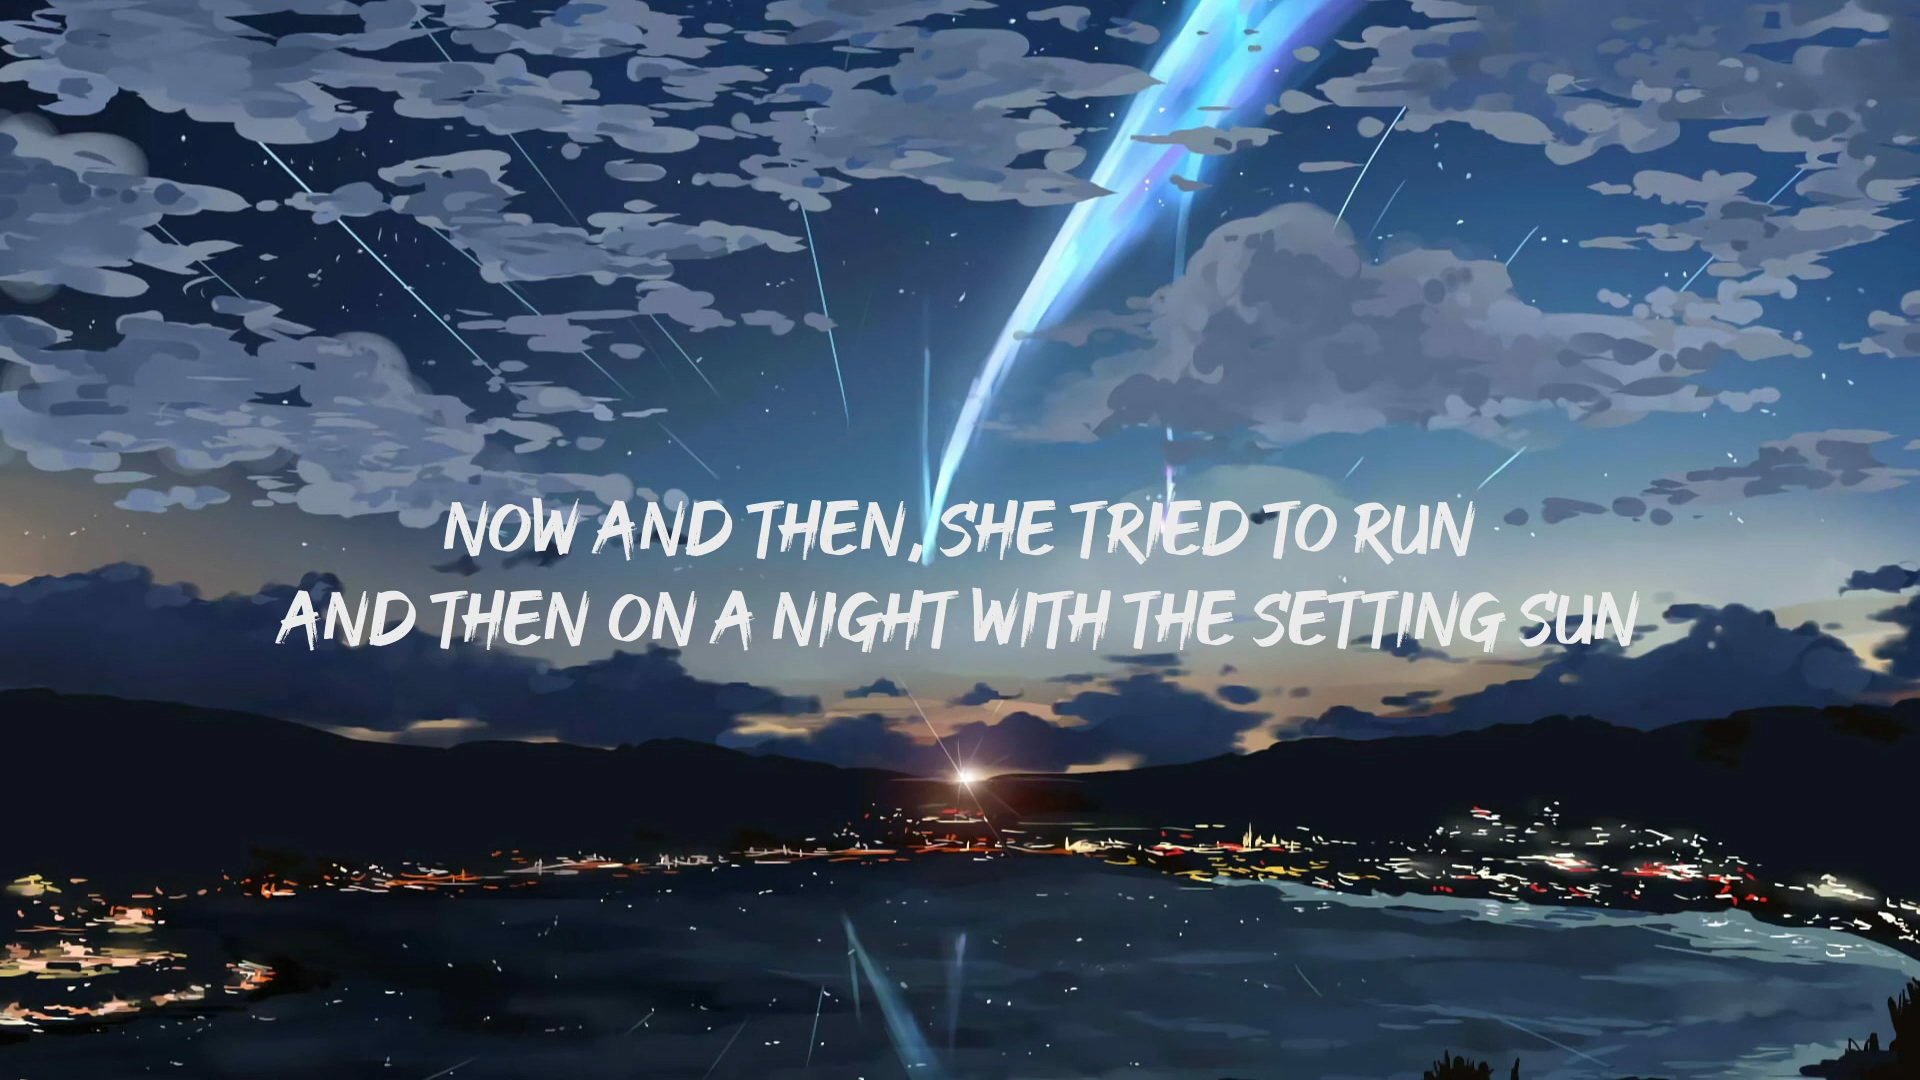 NOW AND THEN, SHE TRIED TO RUN
AND THEN ON A NIGHT WITH THE SETTING SUN